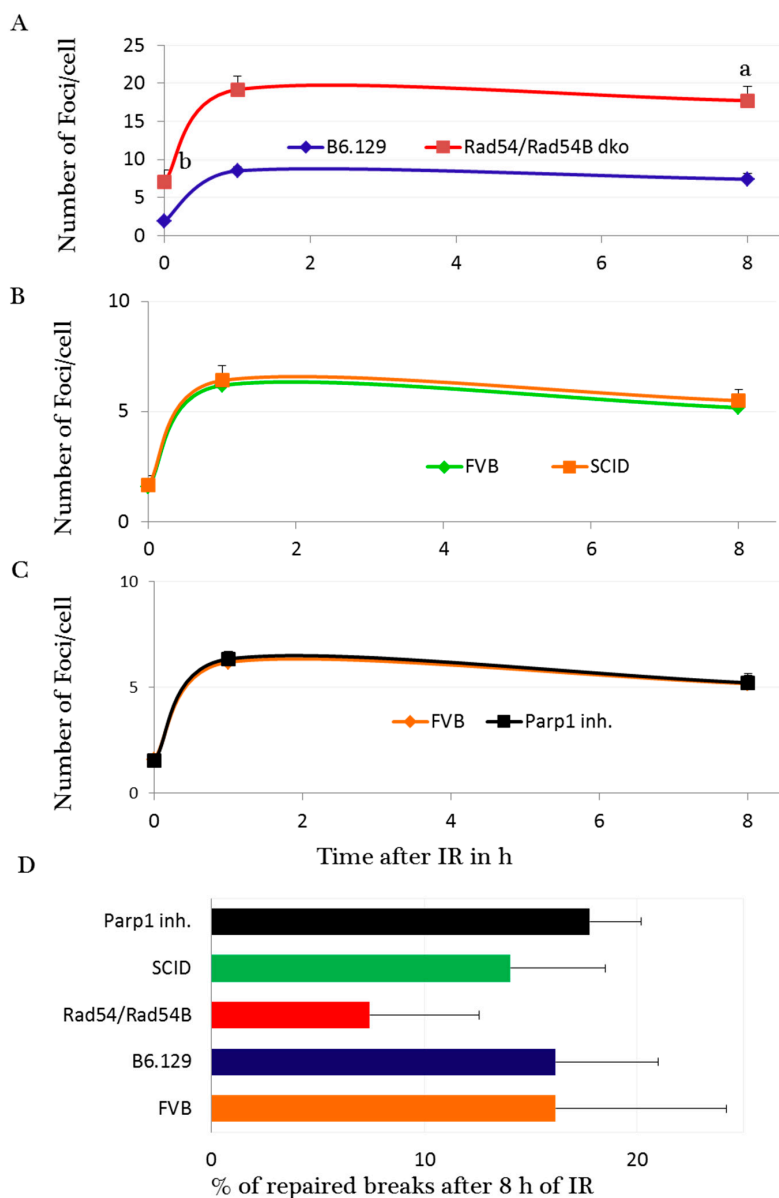 A
Number of Foci/cell
25
20
15
10
5
0
a
b
B6.129 Rad54/Rad54B dko
0 2 4 6 8
B
Number of Foci/cell
10
5
0
FVB SCID
0 2 4 6 8
C
Number of Foci/cell
10
5
0
FVB Parp1 inh.
0 2 4 6 8
Time after IR in h
D
Parp1 inh.
SCID
Rad54/Rad54B
B6.129
FVB
0 10 20
% of repaired breaks after 8 h of IR